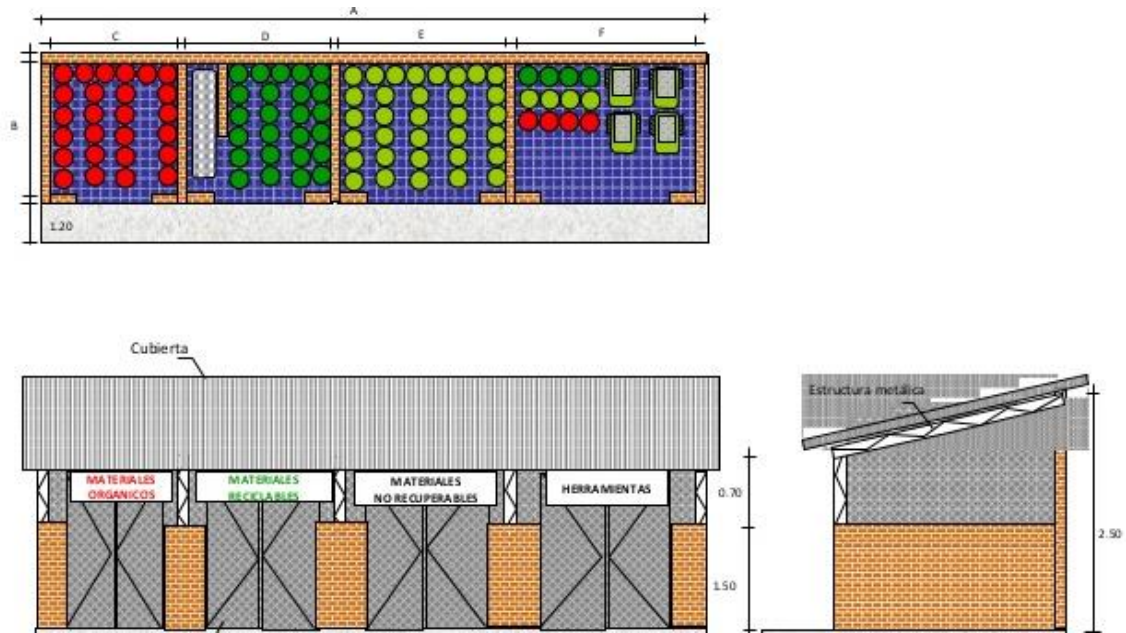 A
C D E F
B
1.20
Cubierta
Estructura metálica
MATERIALES
ORGANICOS
MATERIALES
RECICLABLES
MATERIALES
NO RECUPERABLES
HERRAMIENTAS
0.70
2.50
1.50